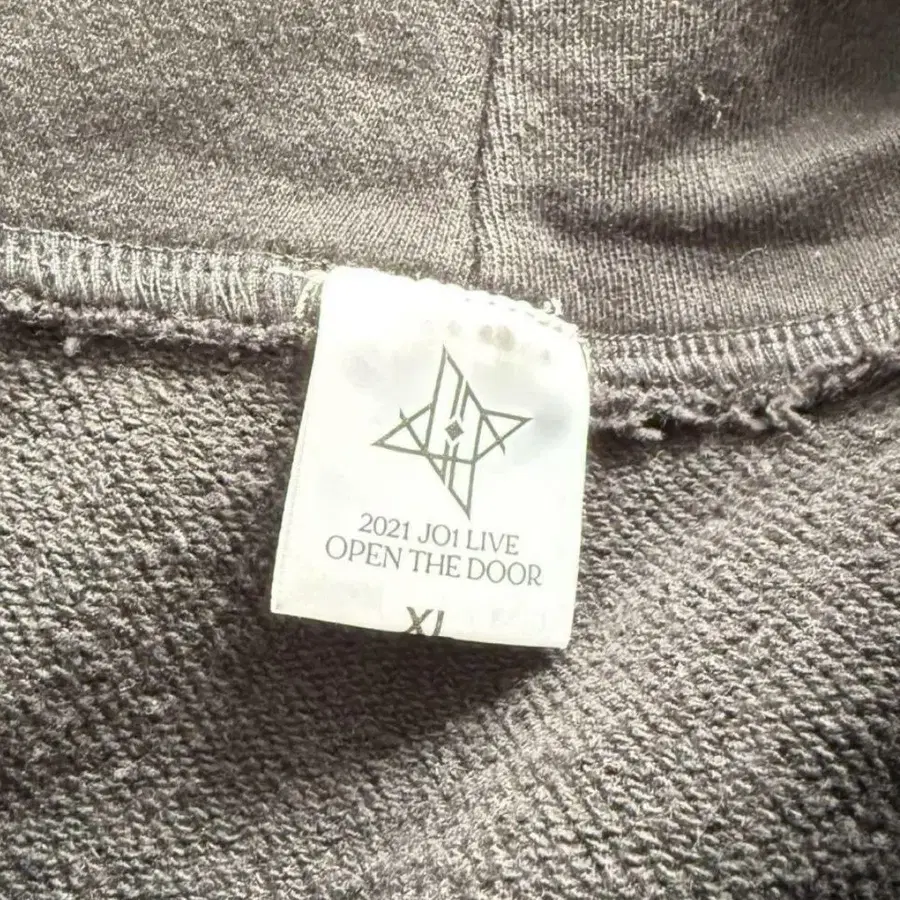 2021 JO1 LIVE
OPEN THE DOOR
XL